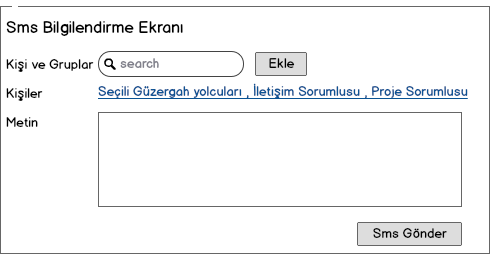 Sms Bilgilendirme Ekranı
Kişi ve Gruplar search Ekle
Kişiler Seçili Güzergah yolcuları , İletişim Sorumlusu , Proje Sorumlusu
Metin
Sms Gönder